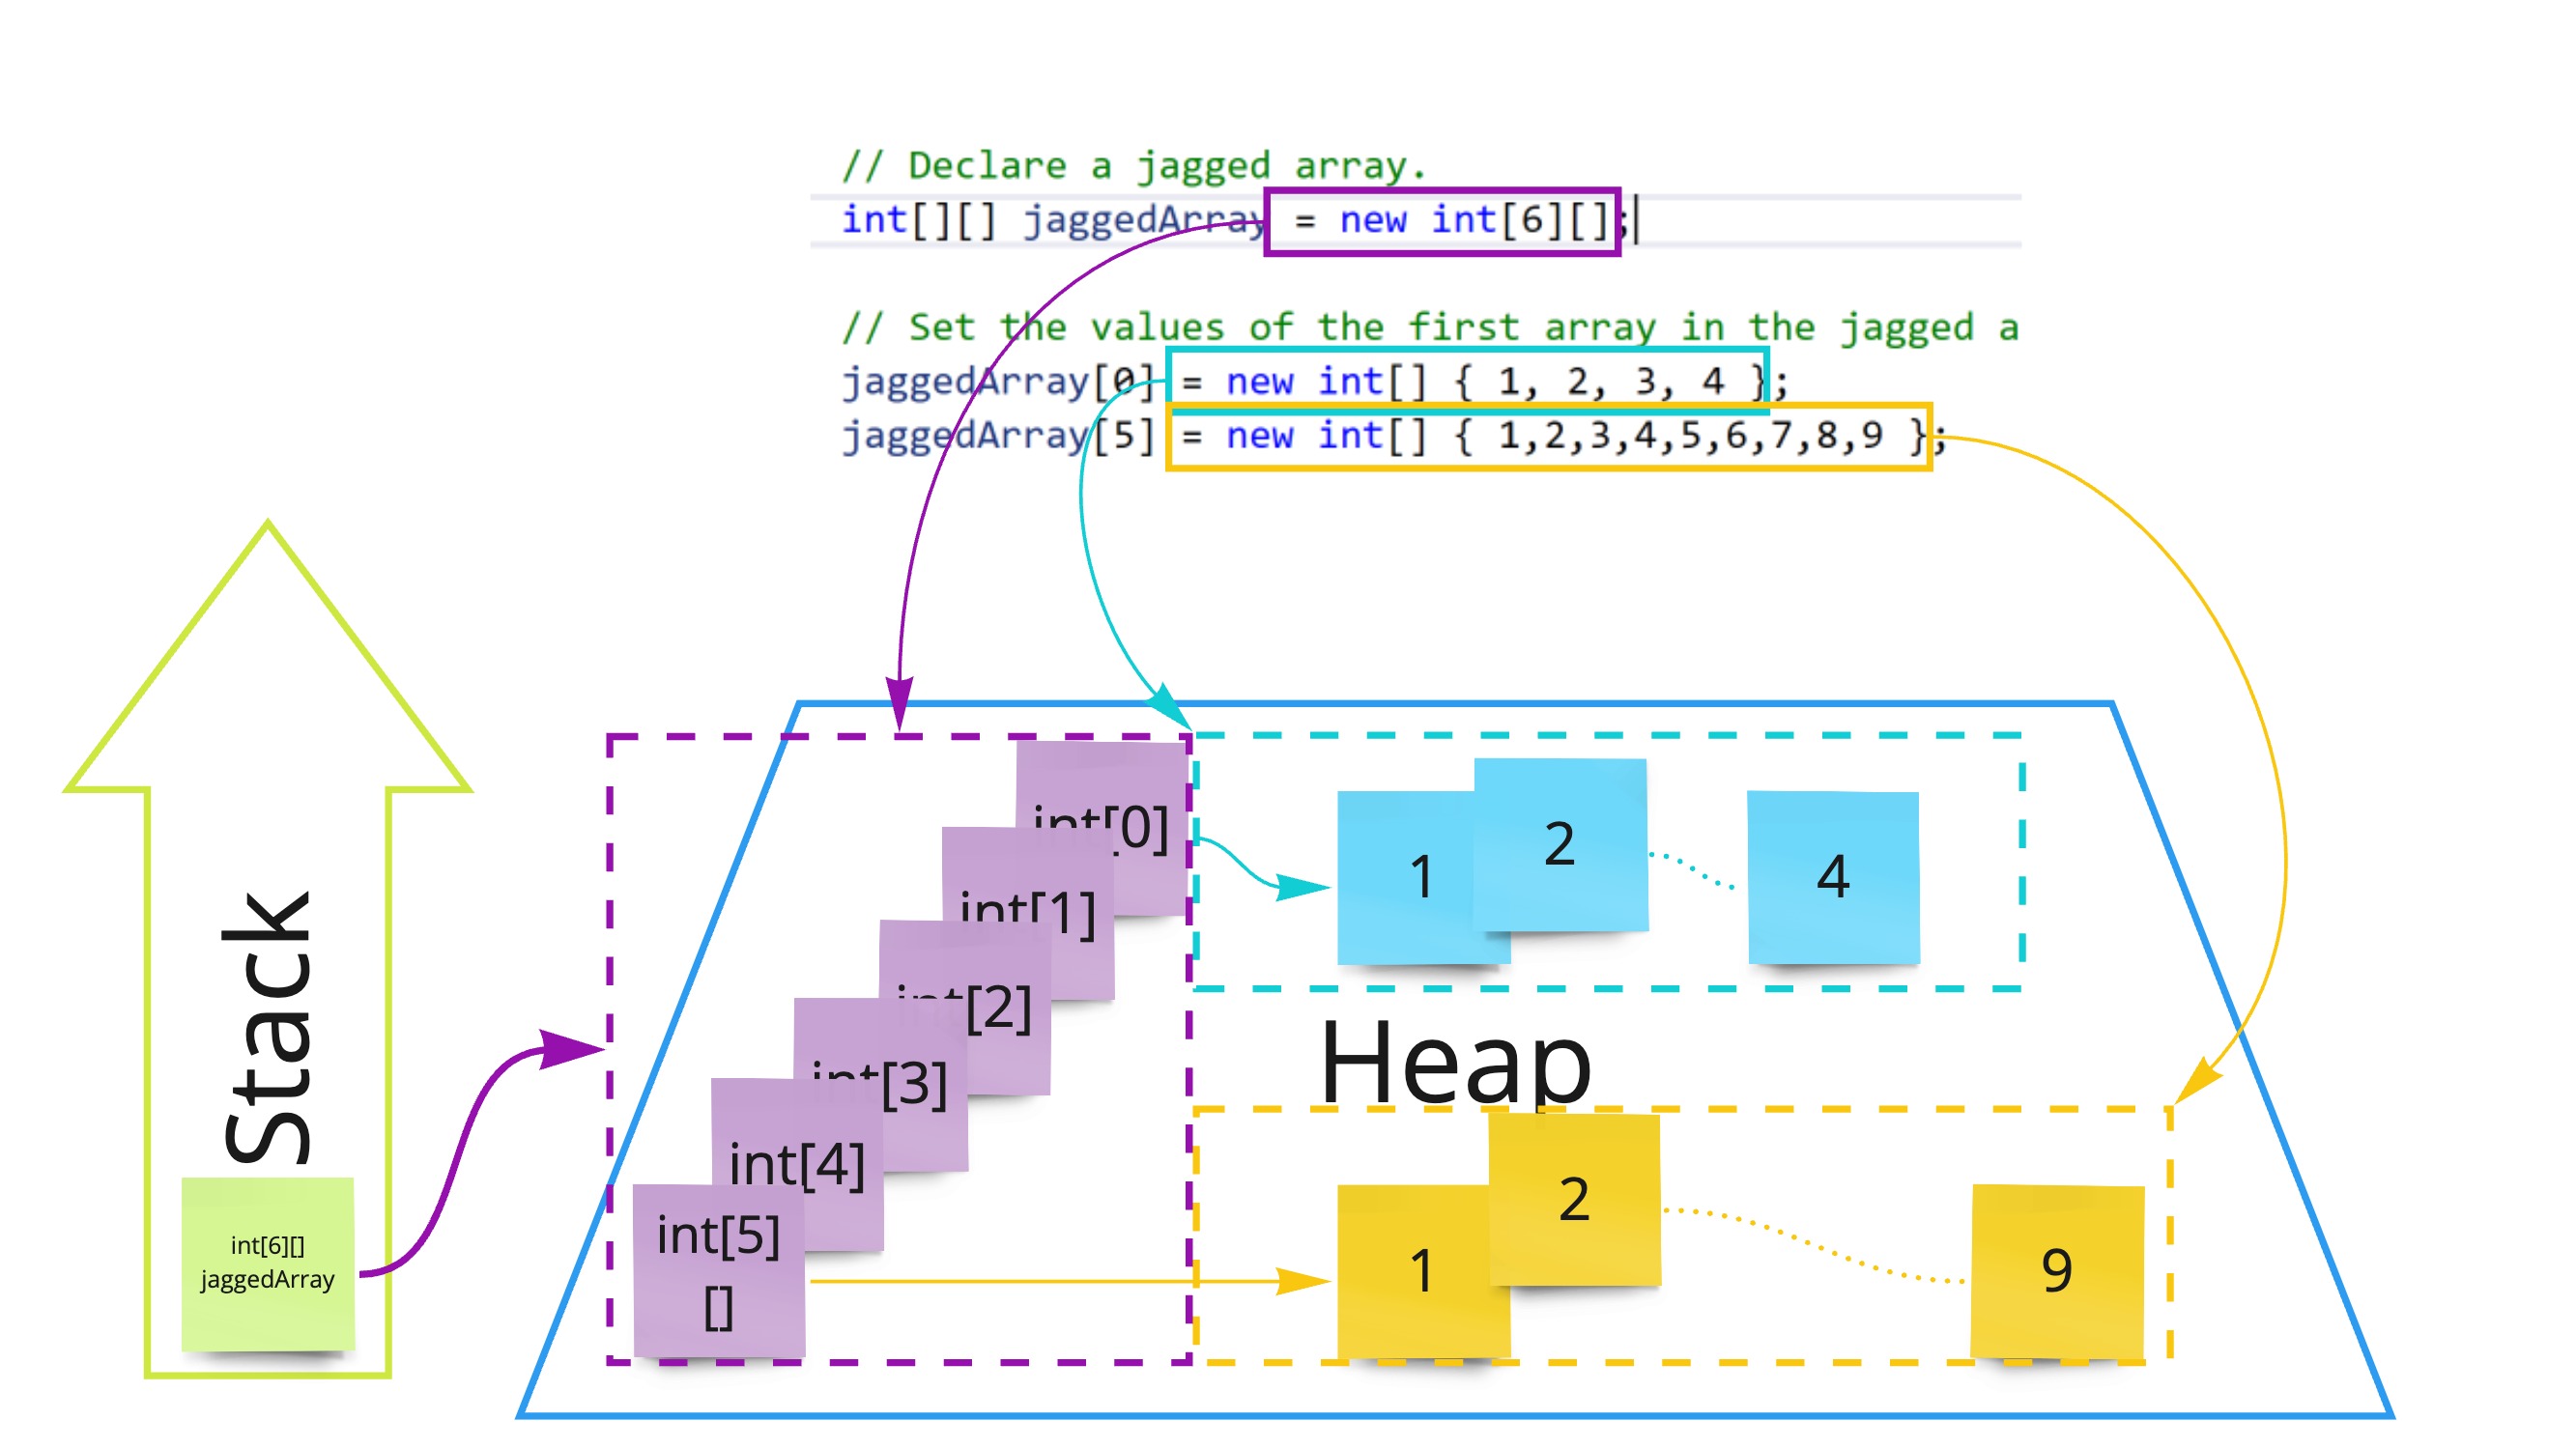 // Declare a jagged array.
int[][] jaggedArray = new int[6][];
// Set the values of the first array in the jagged a
jaggedArray[0] = new int[] { 1, 2, 3, 4 };
jaggedArray[5] = new int[] { 1,2,3,4,5,6,7,8,9 };
Stack
int[6][]
jaggedArray
int[0]
int[1]
int[2]
int[3]
int[4]
int[5]
[]
1
2
4
Heap
1
2
9